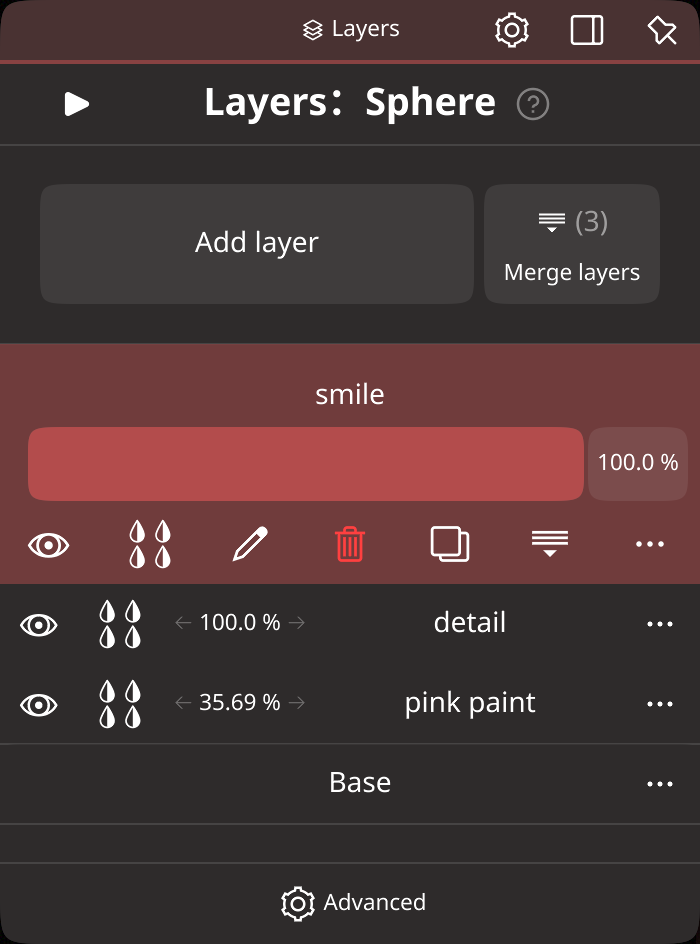 Layers
Layers: Sphere ?
Add layer
(3)
Merge layers
smile
100.0 %
← 100.0 % → detail
← 35.69 % → pink paint
Base
Advanced